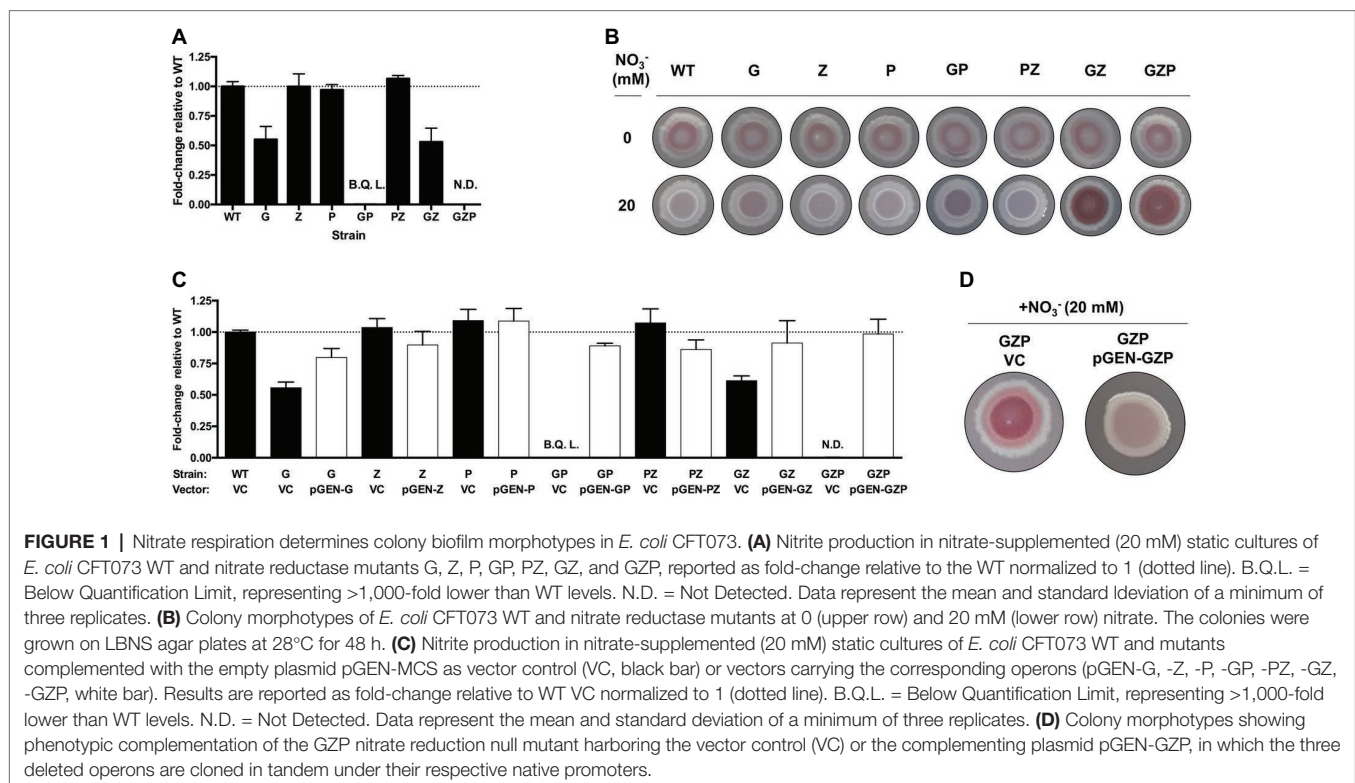 A
Fold-change relative to WT
1.25
1.00
0.75
0.50
0.25
0.00
B.Q. L.
N.D.
WT G Z P GP PZ GZ GZP
Strain
B
NO₃⁻
(mM)
WT G Z P GP PZ GZ GZP
0
20
C
Fold-change relative to WT
1.25
1.00
0.75
0.50
0.25
0.00
B.Q. L.
N.D.
Strain: WT G G Z Z P P GP GP PZ PZ GZ GZ GZP GZP
Vector: VC VC pGEN-G VC pGEN-Z VC pGEN-P VC pGEN-GP VC pGEN-PZ VC pGEN-GZ VC pGEN-GZP
D
+NO₃⁻ (20 mM)
GZP GZP
VC pGEN-GZP
FIGURE 1 | Nitrate respiration determines colony biofilm morphotypes in E. coli CFT073. (A) Nitrite production in nitrate-supplemented (20 mM) static cultures of
E. coli CFT073 WT and nitrate reductase mutants G, Z, P, GP, PZ, GZ, and GZP, reported as fold-change relative to the WT normalized to 1 (dotted line). B.Q.L. =
Below Quantification Limit, representing >1,000-fold lower than WT levels. N.D. = Not Detected. Data represent the mean and standard ldeviation of a minimum of
three replicates. (B) Colony morphotypes of E. coli CFT073 WT and nitrate reductase mutants at 0 (upper row) and 20 mM (lower row) nitrate. The colonies were
grown on LBNS agar plates at 28°C for 48 h. (C) Nitrite production in nitrate-supplemented (20 mM) static cultures of E. coli CFT073 WT and mutants
complemented with the empty plasmid pGEN-MCS as vector control (VC, black bar) or vectors carrying the corresponding operons (pGEN-G, -Z, -P, -GP, -PZ, -GZ,
-GZP, white bar). Results are reported as fold-change relative to WT VC normalized to 1 (dotted line). B.Q.L. = Below Quantification Limit, representing >1,000-fold
lower than WT levels. N.D. = Not Detected. Data represent the mean and standard deviation of a minimum of three replicates. (D) Colony morphotypes showing
phenotypic complementation of the GZP nitrate reduction null mutant harboring the vector control (VC) or the complementing plasmid pGEN-GZP, in which the three
deleted operons are cloned in tandem under their respective native promoters.